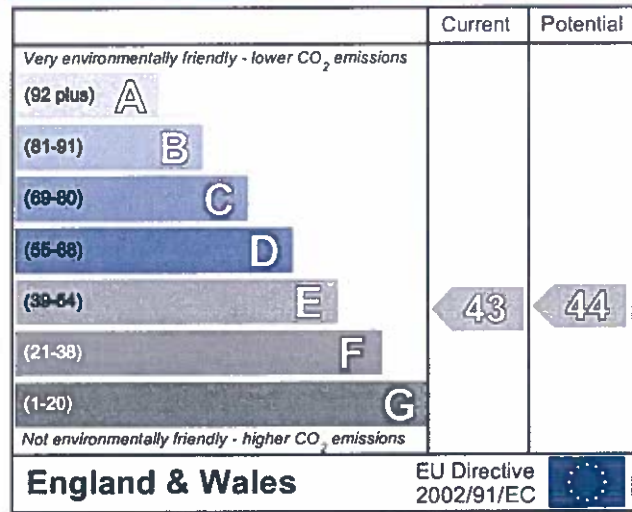 Current Potential
Very environmentally friendly - lower CO2 emissions
(92 plus) A
(81-91) B
(69-80) C
(55-68) D
(39-54) E 43 44
(21-38) F
(1-20) G
Not environmentally friendly - higher CO2 emissions
England & Wales
EU Directive
2002/91/EC